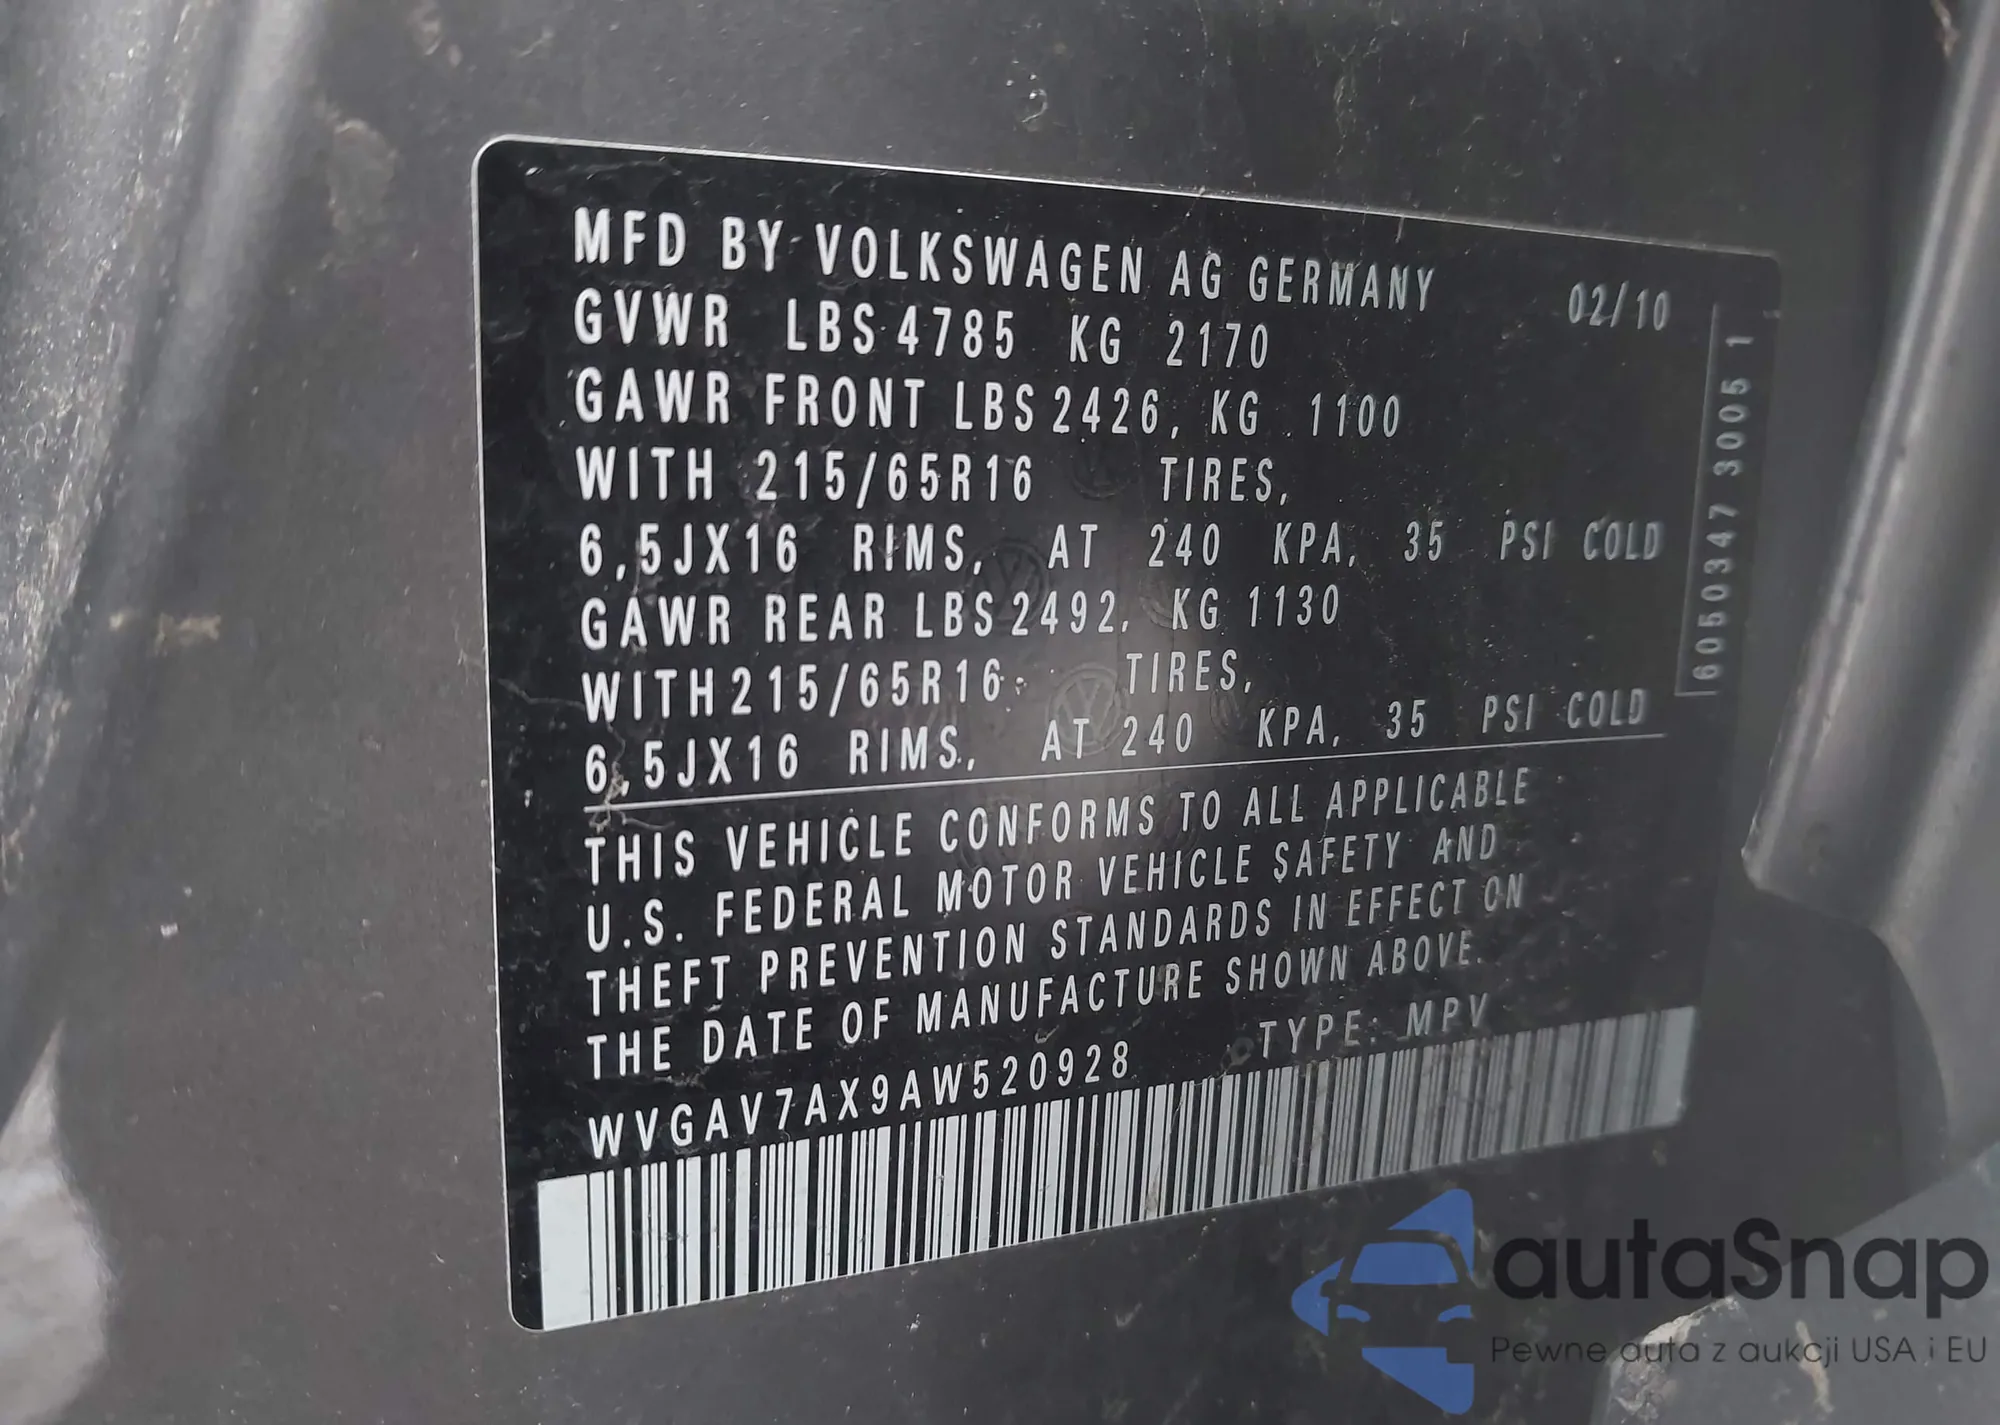 MFD BY VOLKSWAGEN AG GERMANY 02/10
GVWR LBS 4785 KG 2170
GAWR FRONT LBS 2426, KG 1100
WITH 215/65R16 TIRES,
6,5JX16 RIMS, AT 240 KPA, 35 PSI COLD
GAWR REAR LBS 2492, KG 1130
WITH 215/65R16 TIRES,
6,5JX16 RIMS, AT 240 KPA, 35 PSI COLD
6050347 3005 1
THIS VEHICLE CONFORMS TO ALL APPLICABLE
U.S. FEDERAL MOTOR VEHICLE SAFETY AND
THEFT PREVENTION STANDARDS IN EFFECT ON
THE DATE OF MANUFACTURE SHOWN ABOVE.
WVGAV7AX9AW520928 TYPE: MPV
autaSnap
Pewne auta z aukcji USA i EU